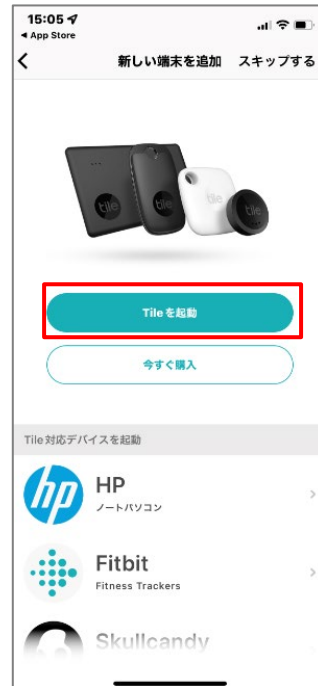 15:05
◀ App Store
新しい端末を追加 スキップする
tile
tile
tile
tile
Tileを起動
今すぐ購入
Tile対応デバイスを起動
hp
HP
ノートパソコン
Fitbit
Fitness Trackers
Skullcandy